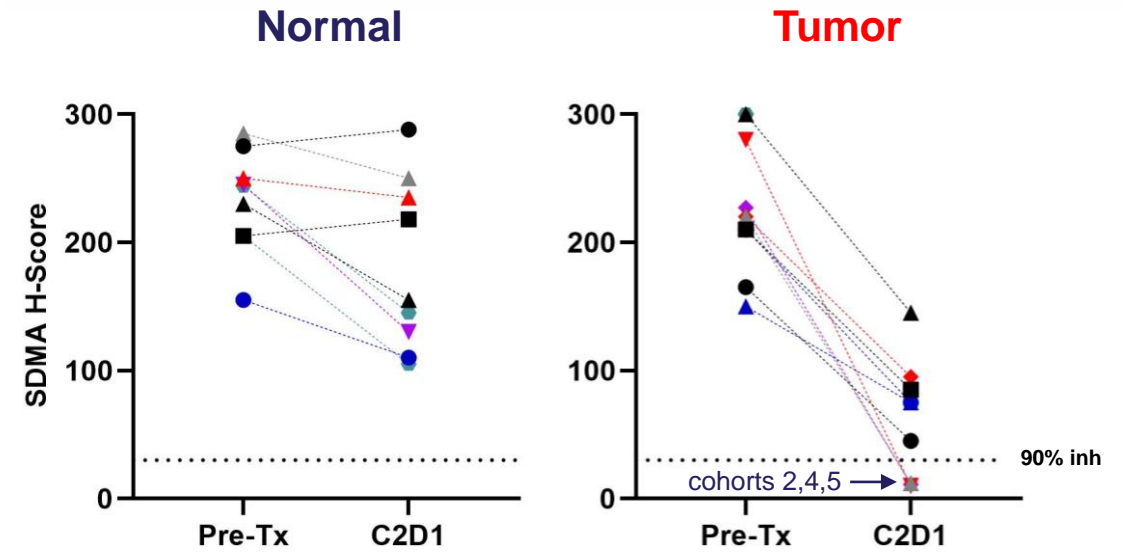 Normal
Tumor
SDMA H-Score
300
200
100
0
Pre-Tx
C2D1
300
200
100
0
Pre-Tx
C2D1
cohorts 2,4,5
90% inh